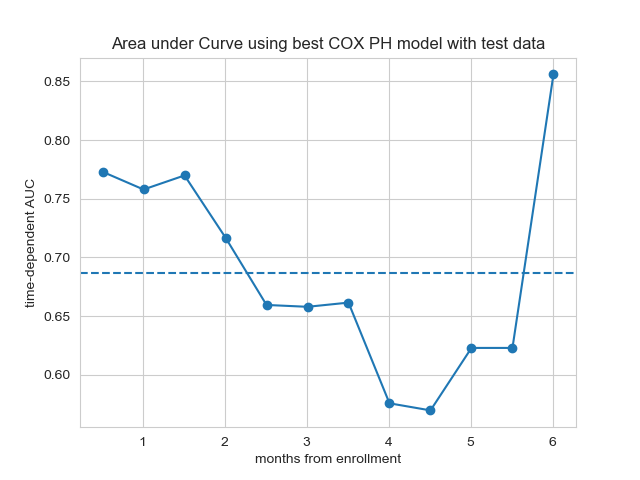 Area under Curve using best COX PH model with test data
time-dependent AUC
0.85
0.80
0.75
0.70
0.65
0.60
1 2 3 4 5 6
months from enrollment